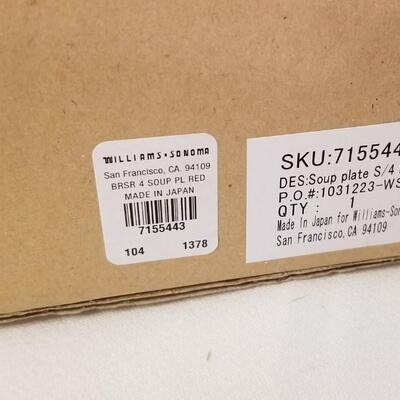 WILLIAMS-SONOMA
San Francisco, CA. 94109
BRSR 4 SOUP PL RED
MADE IN JAPAN
7155443
104 1378
SKU:715544
DES:Soup plate S/4
P.O.#:1031223-WS
QTY : 1
Made In Japan for Williams-Son
San Francisco,CA 94109